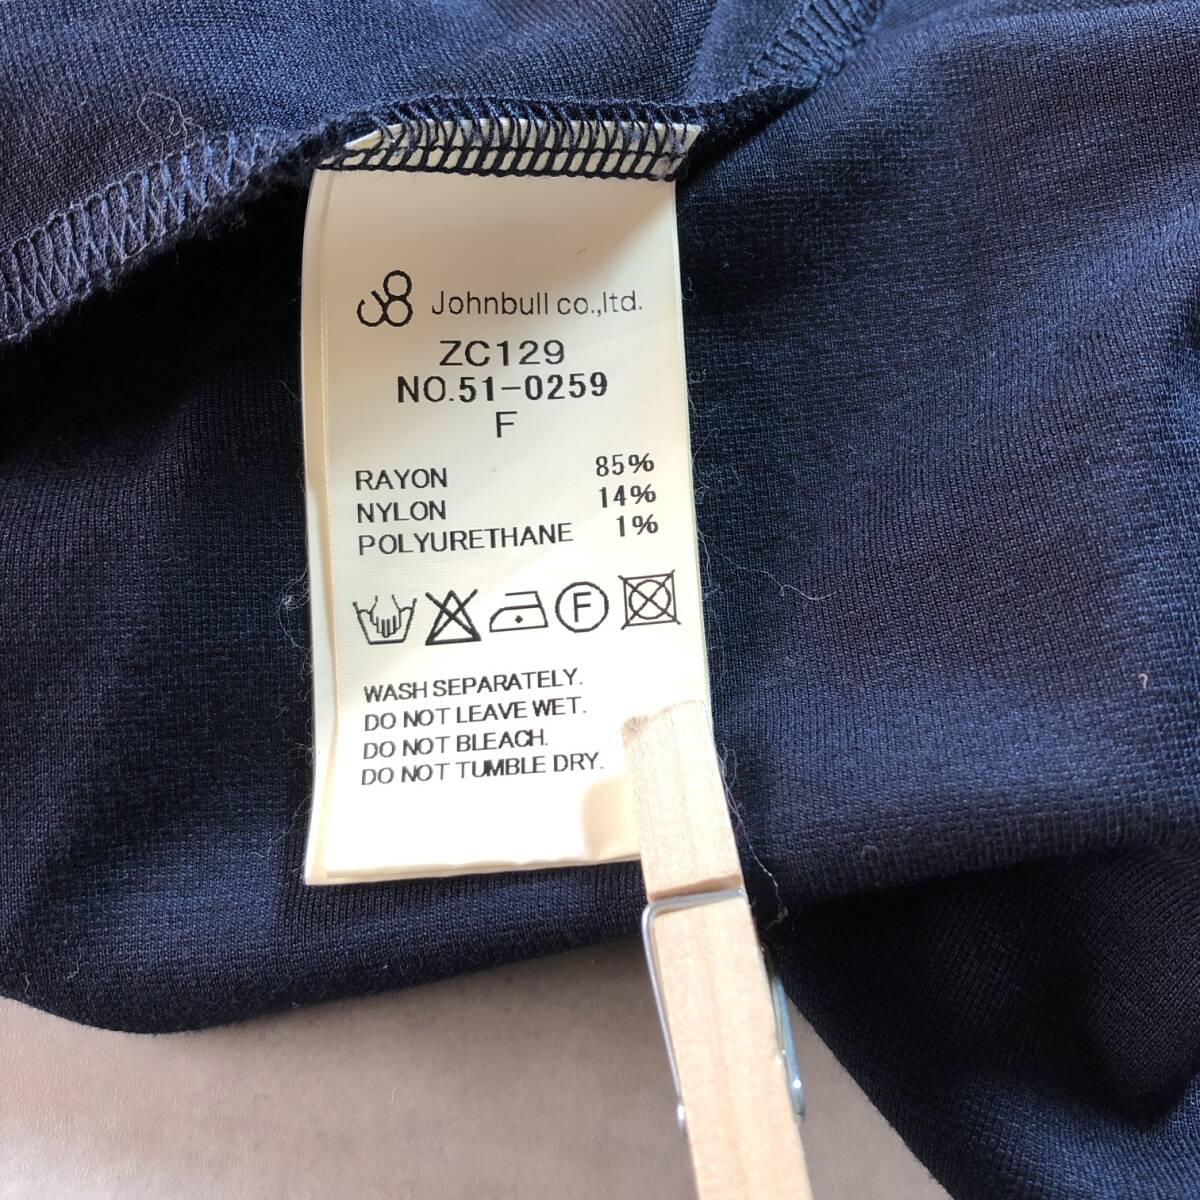 Johnbull co.,ltd.
ZC129
NO.51-0259
F
RAYON 85%
NYLON 14%
POLYURETHANE 1%
F
WASH SEPARATELY.
DO NOT LEAVE WET.
DO NOT BLEACH.
DO NOT TUMBLE DRY.